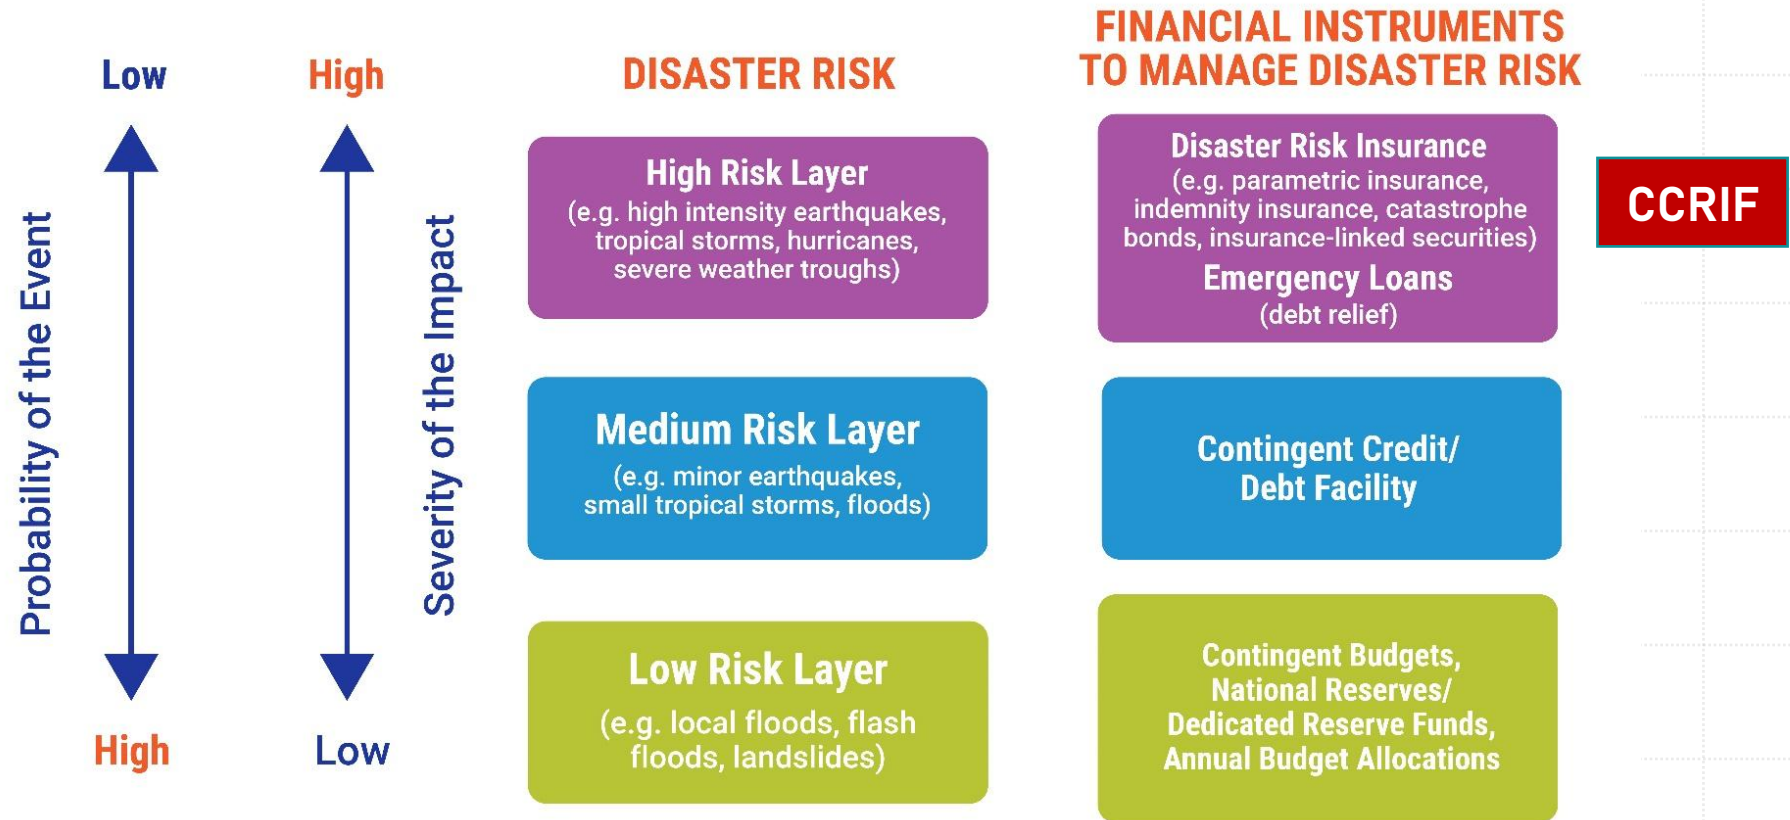 Low
High
Probability of the Event
High
Low
Severity of the Impact
DISASTER RISK
High Risk Layer
(e.g. high intensity earthquakes,
tropical storms, hurricanes,
severe weather troughs)
Medium Risk Layer
(e.g. minor earthquakes,
small tropical storms, floods)
Low Risk Layer
(e.g. local floods, flash
floods, landslides)
FINANCIAL INSTRUMENTS
TO MANAGE DISASTER RISK
Disaster Risk Insurance
(e.g. parametric insurance,
indemnity insurance, catastrophe
bonds, insurance-linked securities)
Emergency Loans
(debt relief)
Contingent Credit/
Debt Facility
Contingent Budgets,
National Reserves/
Dedicated Reserve Funds,
Annual Budget Allocations
CCRIF